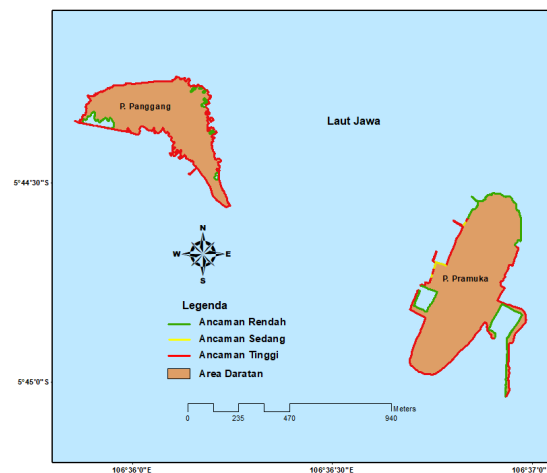 P. Panggang
Laut Jawa
5°44'30"S
N
W E
S
P. Pramuka
Legenda
Ancaman Rendah
Ancaman Sedang
Ancaman Tinggi
Area Daratan
5°45'0"S
Meters
0 235 470 940
106°36'0"E 106°36'30"E 106°37'0"